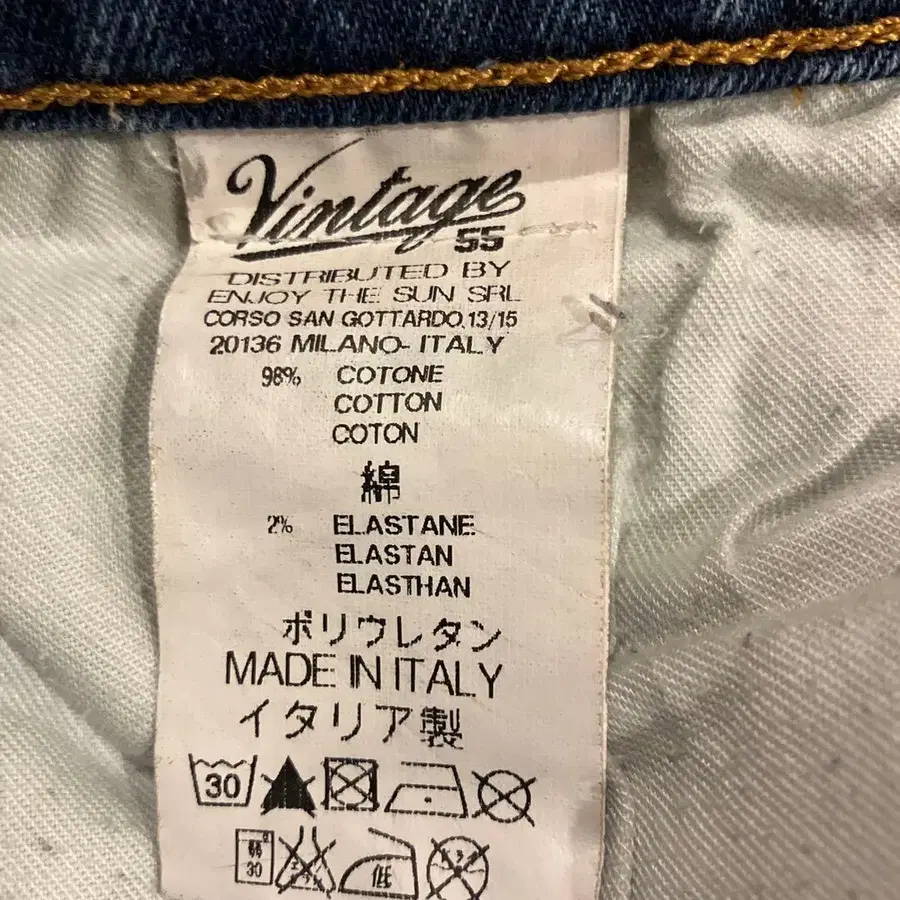 Vintage
55
DISTRIBUTED BY
ENJOY THE SUN SRL
CORSO SAN GOTTARDO,13/15
20136 MILANO- ITALY
98% COTONE
COTTON
COTON
綿
2% ELASTANE
ELASTAN
ELASTHAN
ポリウレタン
MADE IN ITALY
イタリア製
30
30